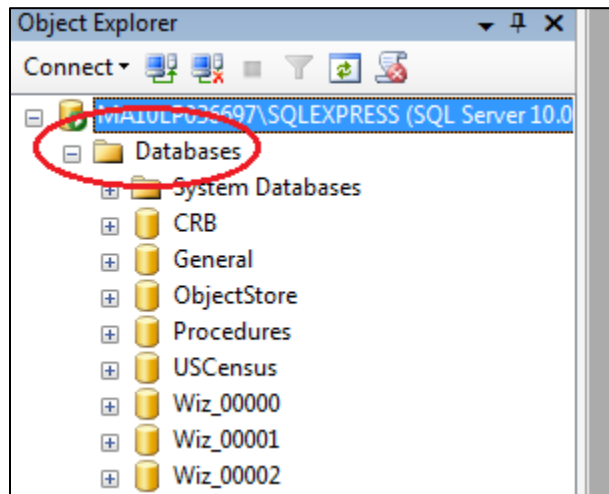 Object Explorer
Connect
MA10LP036697\SQLEXPRESS (SQL Server 10.0
Databases
System Databases
CRB
General
ObjectStore
Procedures
USCensus
Wiz_00000
Wiz_00001
Wiz_00002